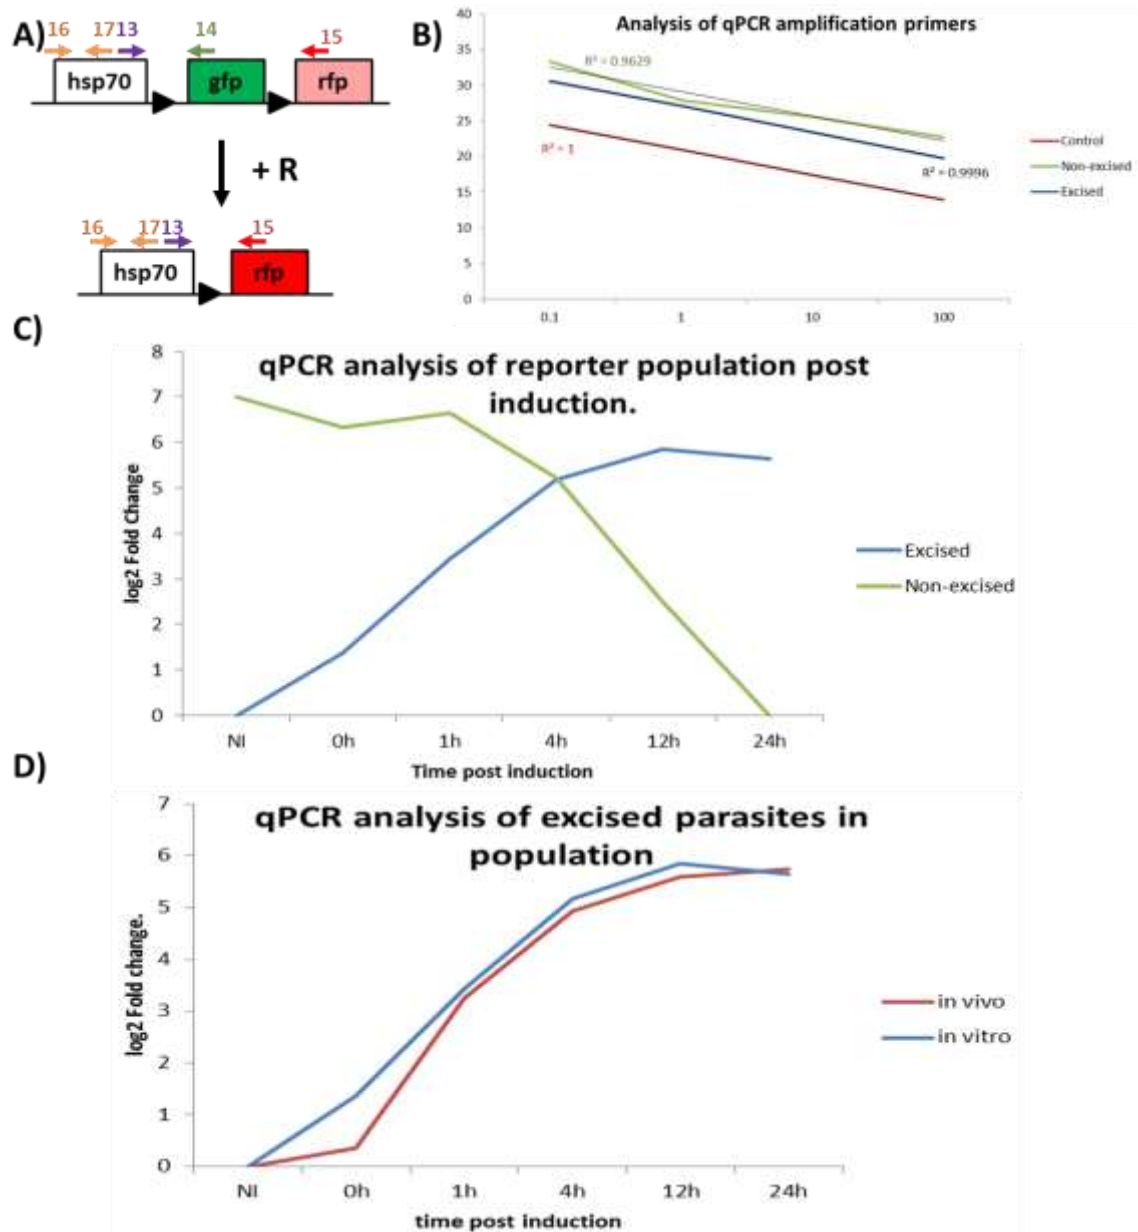 A)
16 17 13 14 15
hsp70 gfp rfp
+ R
16 17 13 15
hsp70 rfp
B)
Analysis of qPCR amplification primers
40
35
30
25
20
15
10
5
0
R² = 0.9629
R² = 1
R² = 0.9996
0.1 1 10 100
Control
Non-excised
Excised
C)
qPCR analysis of reporter population post
induction.
log2 Fold Change
8
7
6
5
4
3
2
1
0
NI 0h 1h 4h 12h 24h
Time post induction
Excised
Non-excised
D)
qPCR analysis of excised parasites in
population
log2 Fold change.
7
6
5
4
3
2
1
0
NI 0h 1h 4h 12h 24h
time post induction
in vivo
in vitro